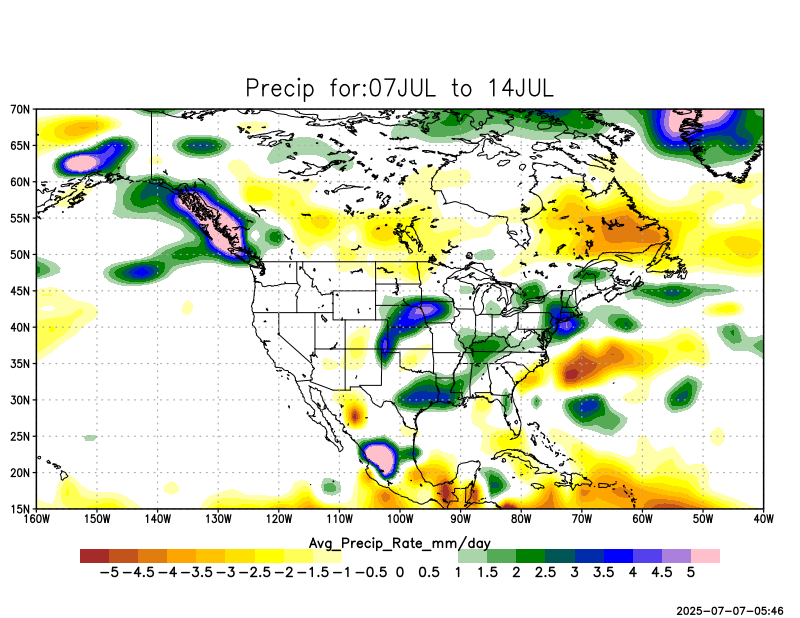 Precip for:07JUL to 14JUL
70N
65N
60N
55N
50N
45N
40N
35N
30N
25N
20N
15N
160W 150W 140W 130W 120W 110W 100W 90W 80W 70W 60W 50W 40W
Avg_Precip_Rate_mm/day
−5 −4.5 −4 −3.5 −3 −2.5 −2 −1.5 −1 −0.5 0 0.5 1 1.5 2 2.5 3 3.5 4 4.5 5
2025-07-07-05:46